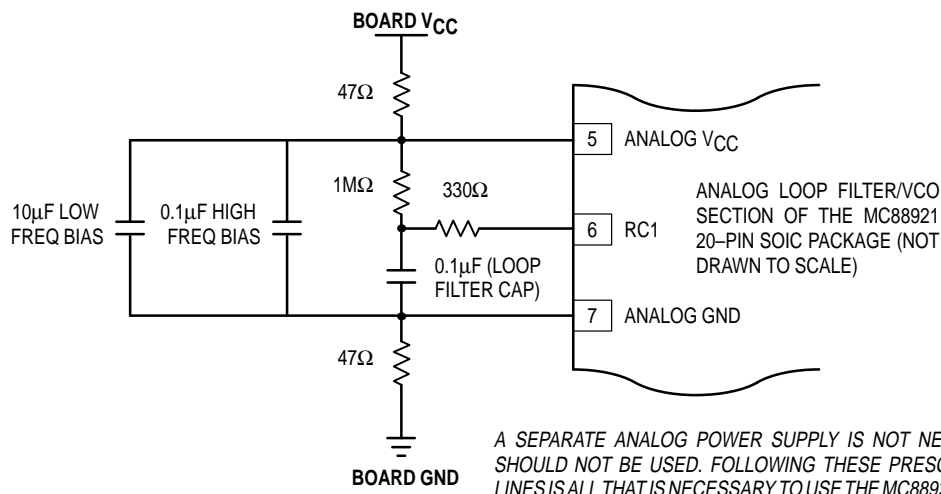 BOARD VCC
47Ω
5 ANALOG VCC
1MΩ
330Ω
10μF LOW
FREQ BIAS
0.1μF HIGH
FREQ BIAS
6 RC1
ANALOG LOOP FILTER/VCO
SECTION OF THE MC88921
20–PIN SOIC PACKAGE (NOT
DRAWN TO SCALE)
0.1μF (LOOP
FILTER CAP)
7 ANALOG GND
47Ω
BOARD GND
A SEPARATE ANALOG POWER SUPPLY IS NOT NE
SHOULD NOT BE USED. FOLLOWING THESE PRESC
LINES IS ALL THAT IS NECESSARY TO USE THE MC889